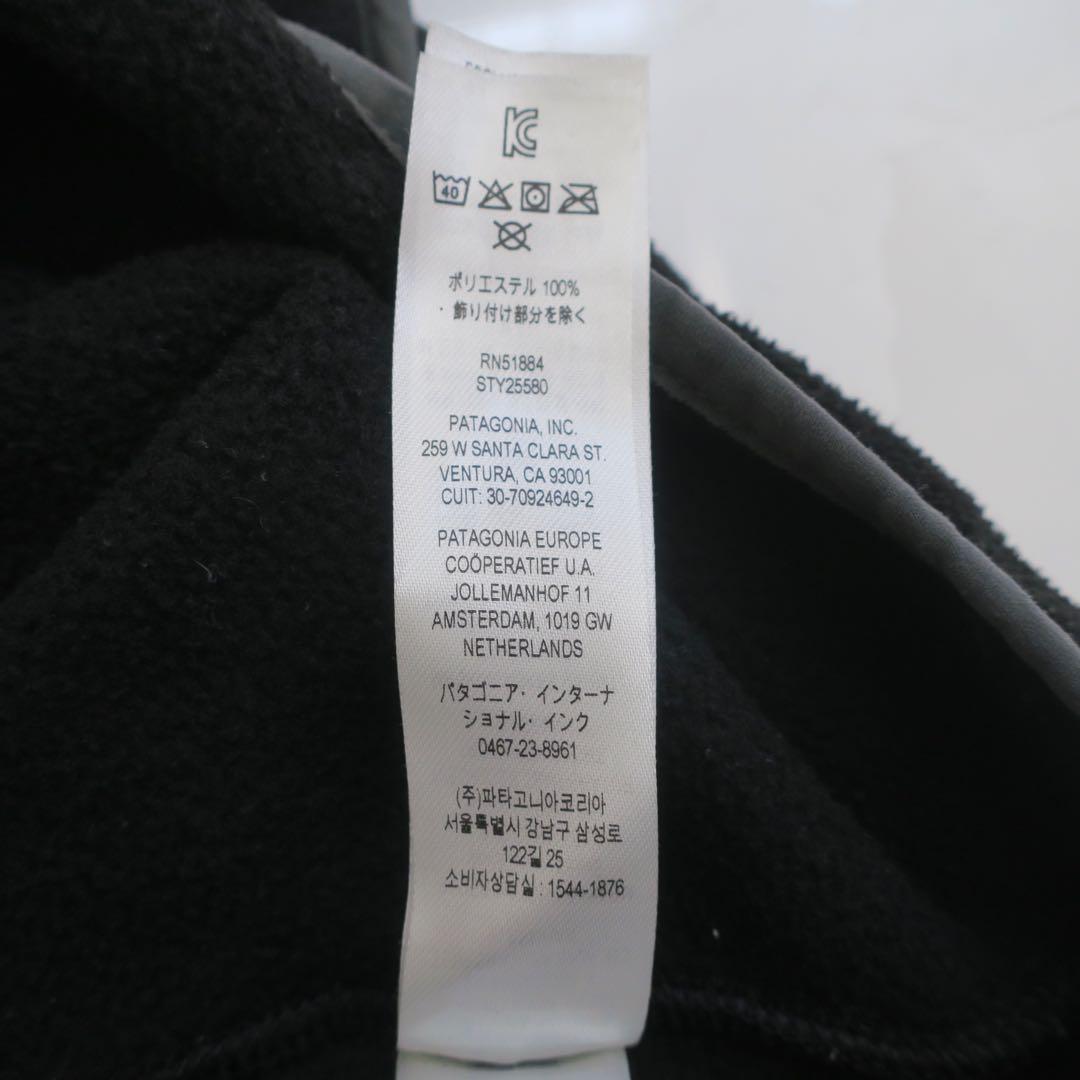 40
ポリエステル 100%
・飾り付け部分を除く
RN51884
STY25580
PATAGONIA, INC.
259 W SANTA CLARA ST.
VENTURA, CA 93001
CUIT: 30-70924649-2
PATAGONIA EUROPE
COÖPERATIEF U.A.
JOLLEMANHOF 11
AMSTERDAM, 1019 GW
NETHERLANDS
パタゴニア・インターナ
ショナル・インク
0467-23-8961
(주)파타고니아코리아
서울특별시 강남구 삼성로
122길 25
소비자상담실 : 1544-1876